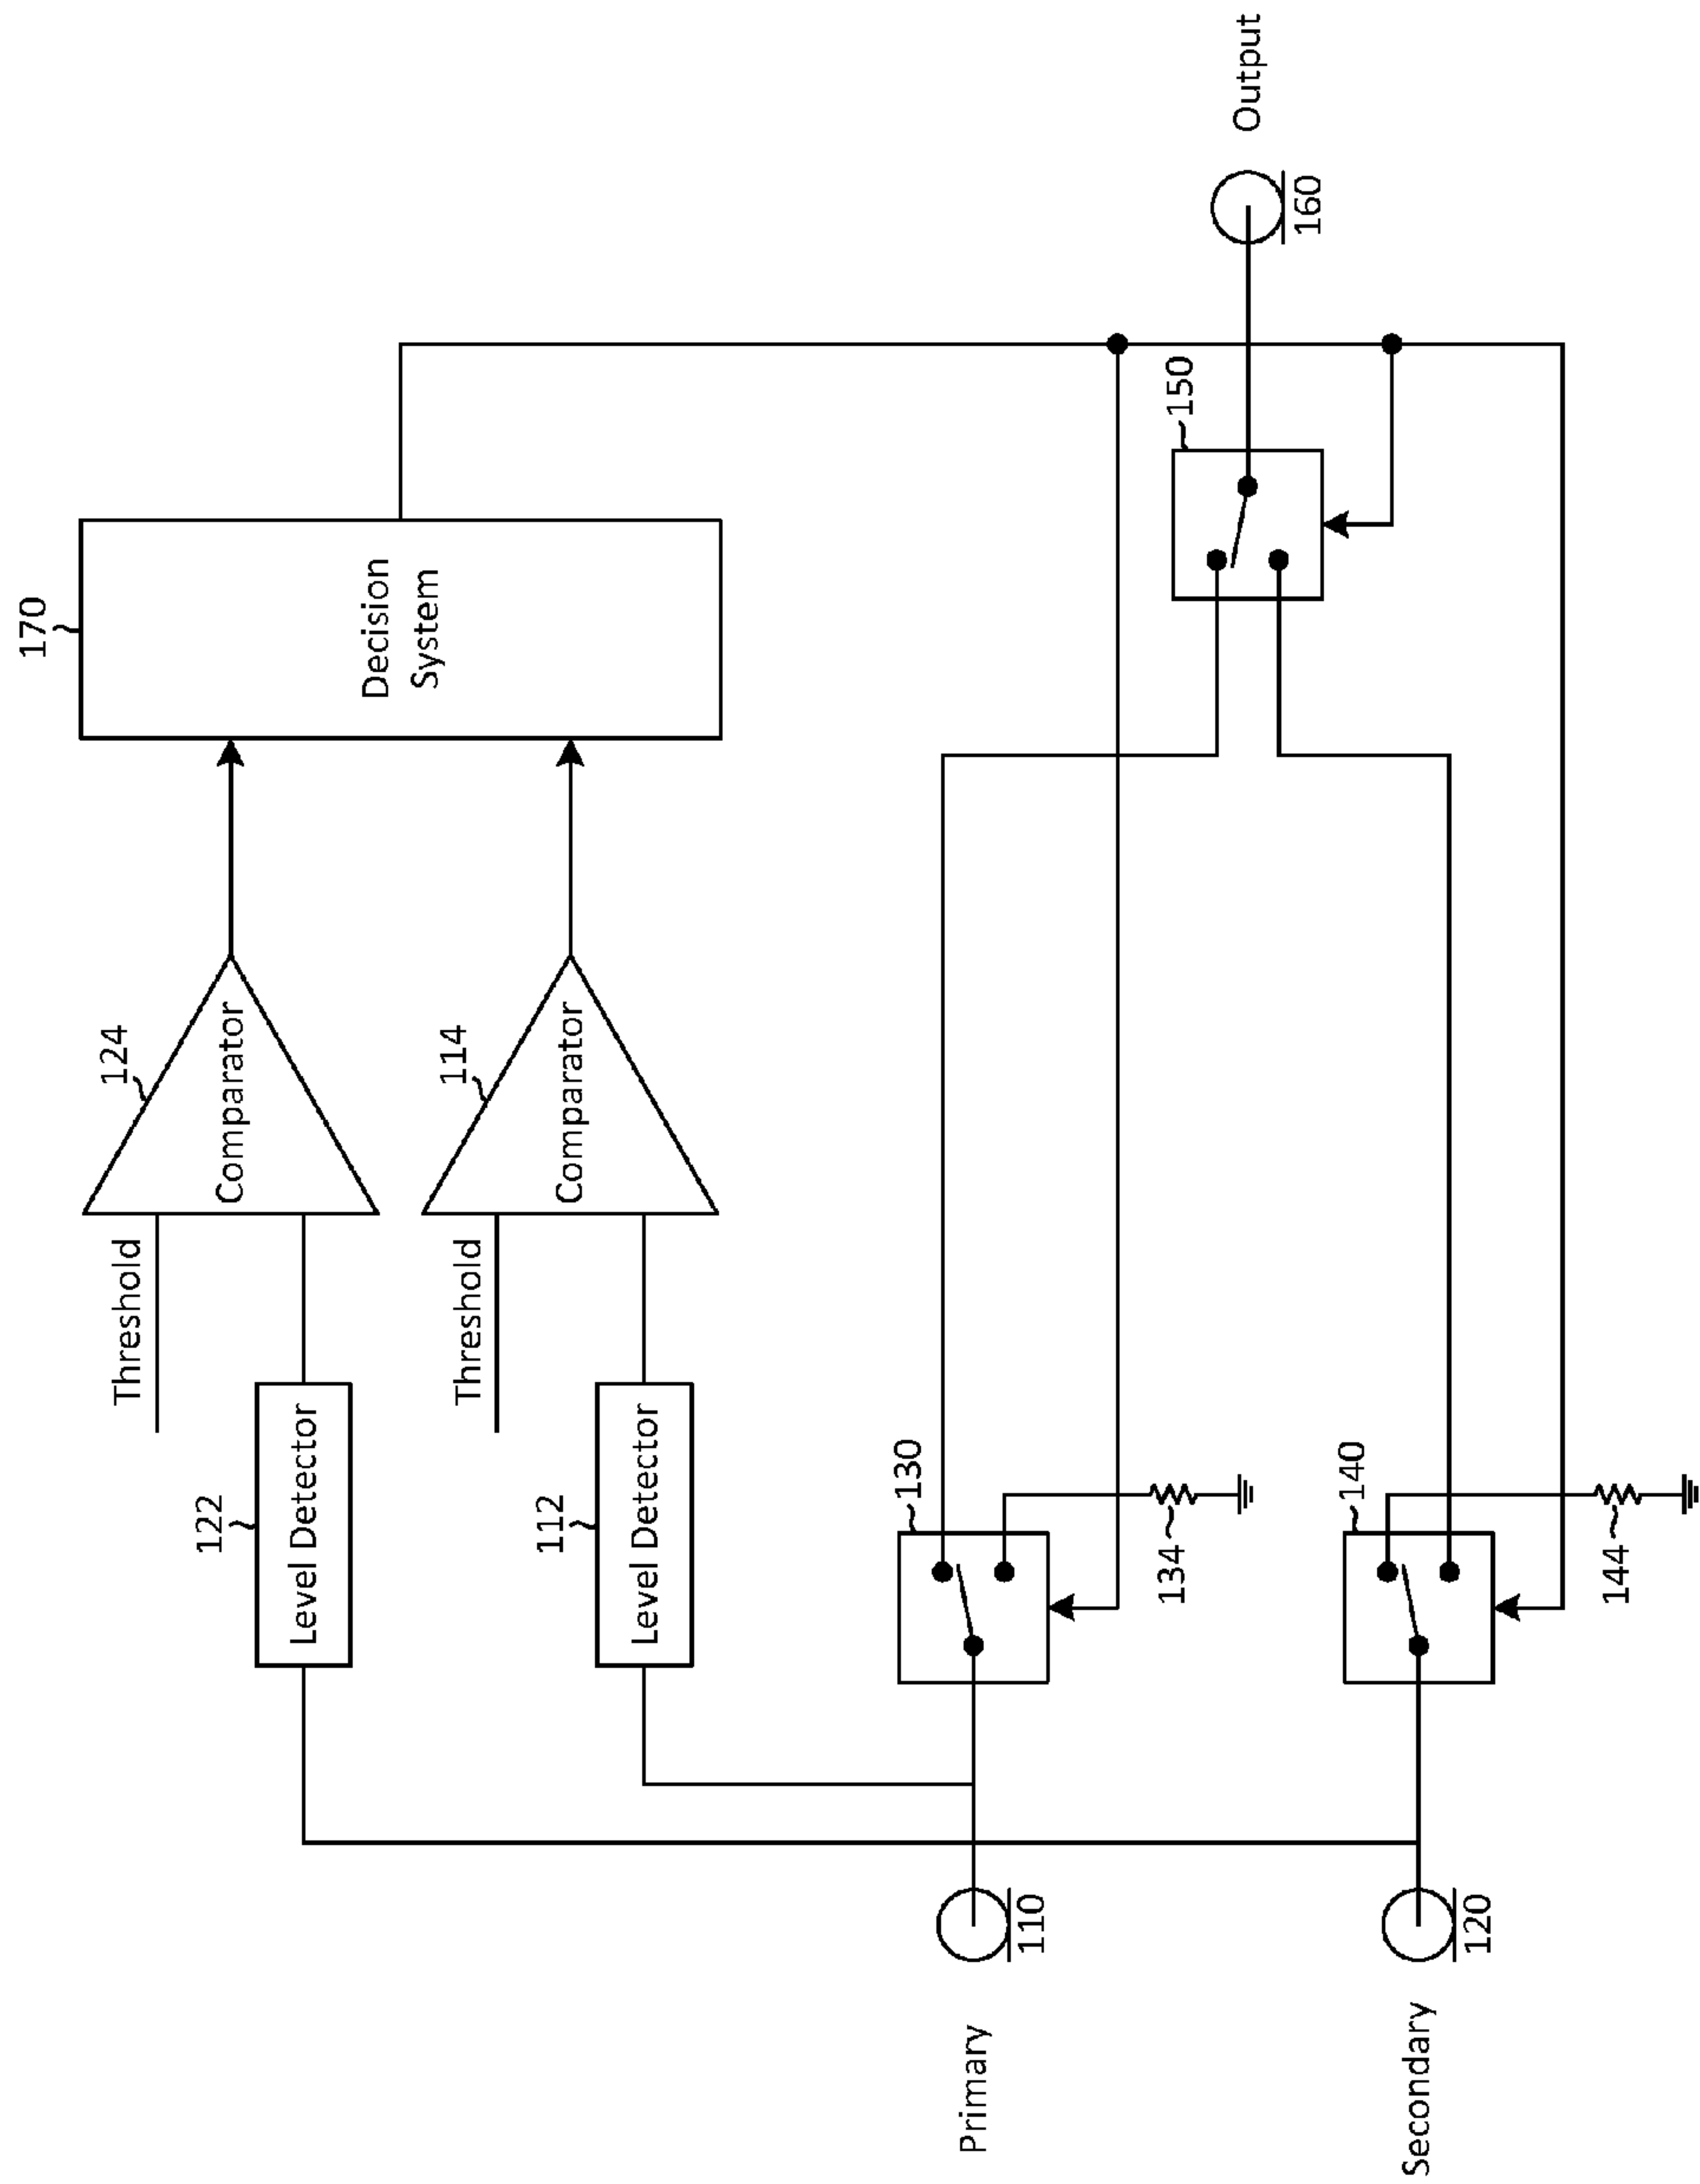 170
124
Threshold
Comparator
Decision
System
122
Level Detector
114
Threshold
Comparator
112
Level Detector
130
150
Primary
110
134
Output
160
140
Secondary
120
144